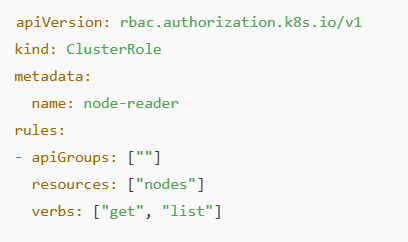 apiVersion: rbac.authorization.k8s.io/v1
kind: ClusterRole
metadata:
  name: node-reader
rules:
- apiGroups: [""]
  resources: ["nodes"]
  verbs: ["get", "list"]